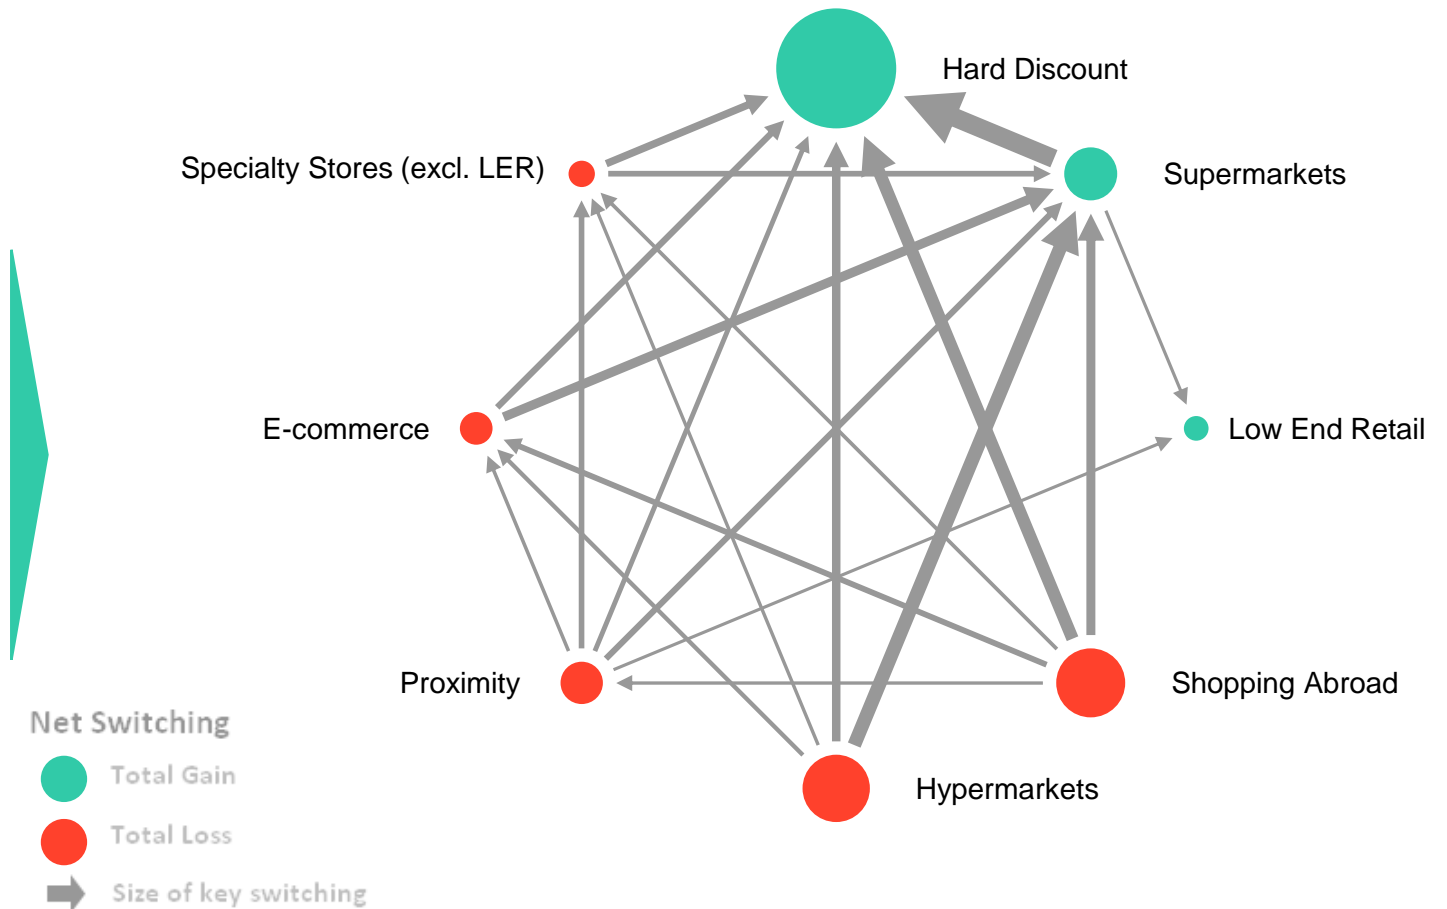 Hard Discount
Specialty Stores (excl. LER)
Supermarkets
E-commerce
Low End Retail
Proximity
Shopping Abroad
Hypermarkets
Net Switching
Total Gain
Total Loss
Size of key switching